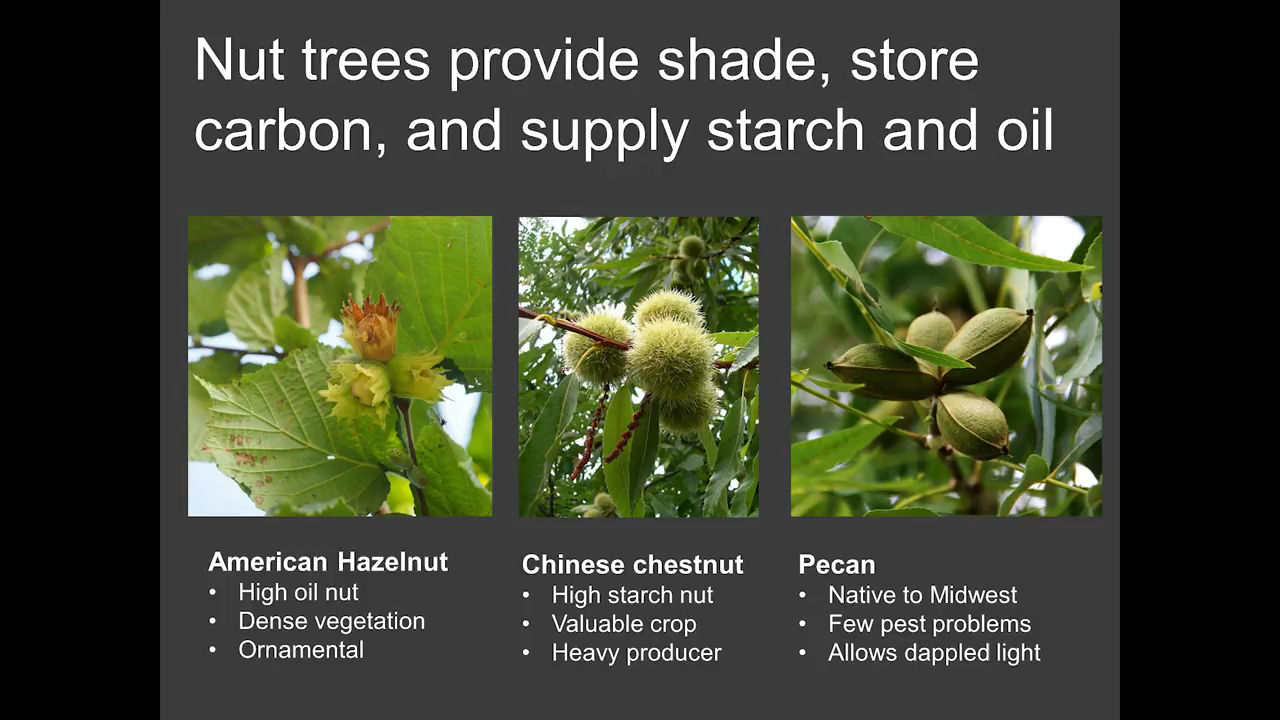 Nut trees provide shade, store
carbon, and supply starch and oil
American Hazelnut
• High oil nut
• Dense vegetation
• Ornamental
Chinese chestnut
• High starch nut
• Valuable crop
• Heavy producer
Pecan
• Native to Midwest
• Few pest problems
• Allows dappled light